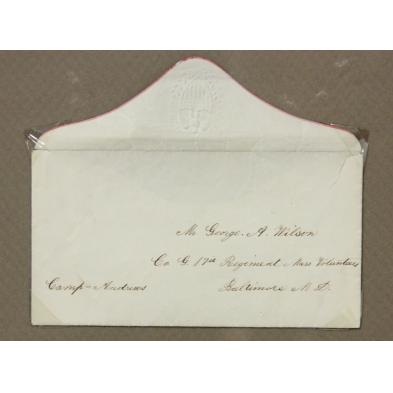 Mr George. A. Wilson
Co G. 17th Regiment Mass Volunteers
Camp-Andrews Baltimore M D.